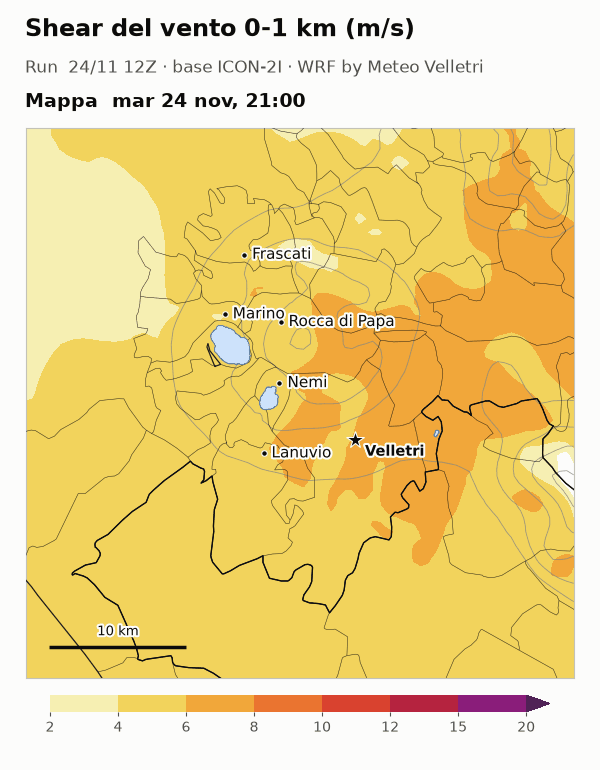 Shear del vento 0-1 km (m/s)
Run  24/11 12Z · base ICON-2I · WRF by Meteo Velletri
Mappa  mar 24 nov, 21:00
Frascati
Marino
Rocca di Papa
Nemi
Velletri
Lanuvio
10 km
2 4 6 8 10 12 15 20